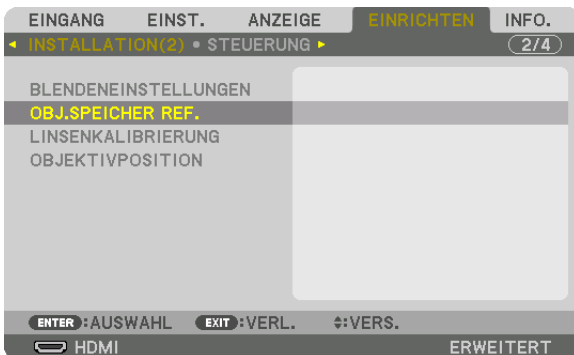 EINGANG EINST. ANZEIGE EINRICHTEN INFO.
INSTALLATION(2) • STEUERUNG 2/4
BLENDENEINSTELLUNGEN
OBJ.SPEICHER REF.
LINSENKALIBRIERUNG
OBJEKTIVPOSITION
ENTER :AUSWAHL EXIT :VERL. :VERS.
HDMI ERWEITERT